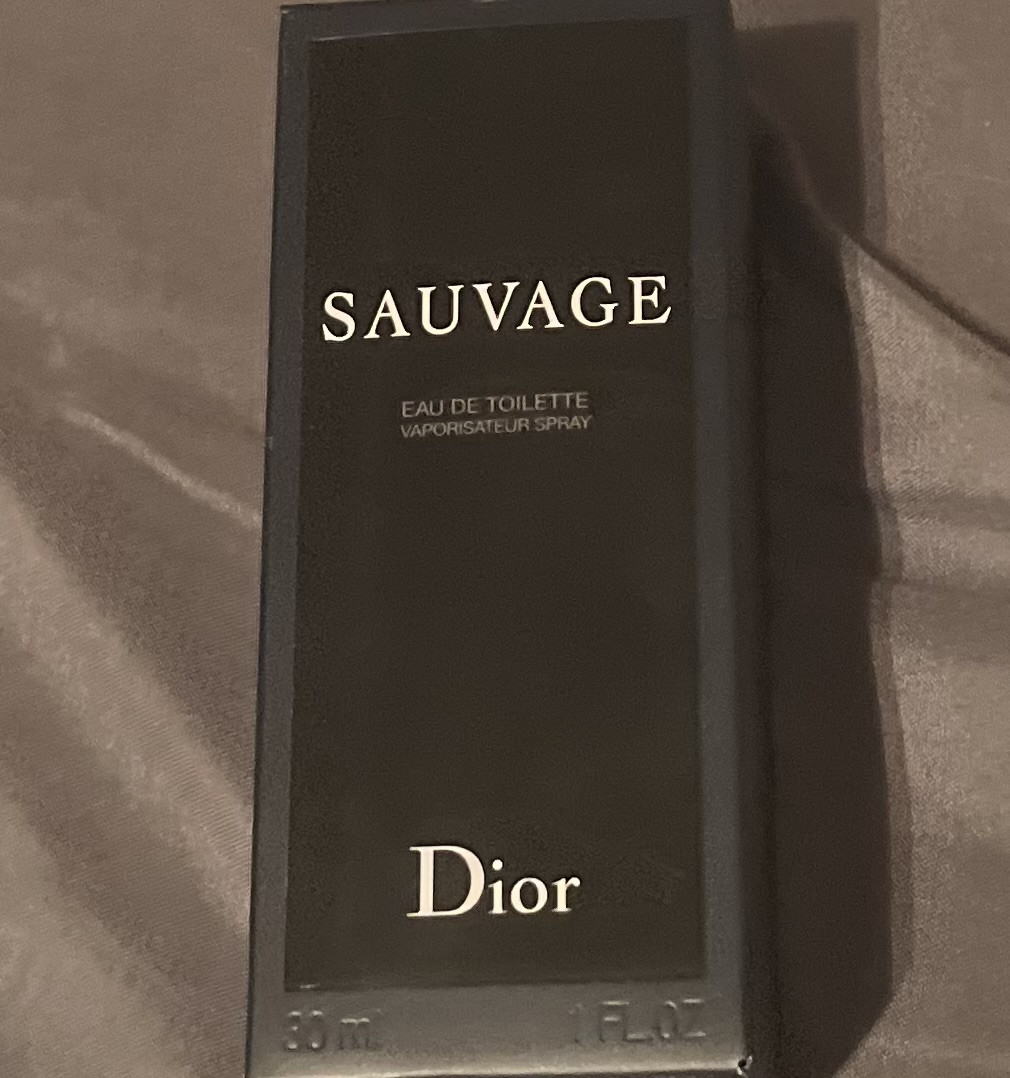 SAUVAGE
EAU DE TOILETTE
VAPORISATEUR SPRAY
Dior
30 ml 1 FL.OZ